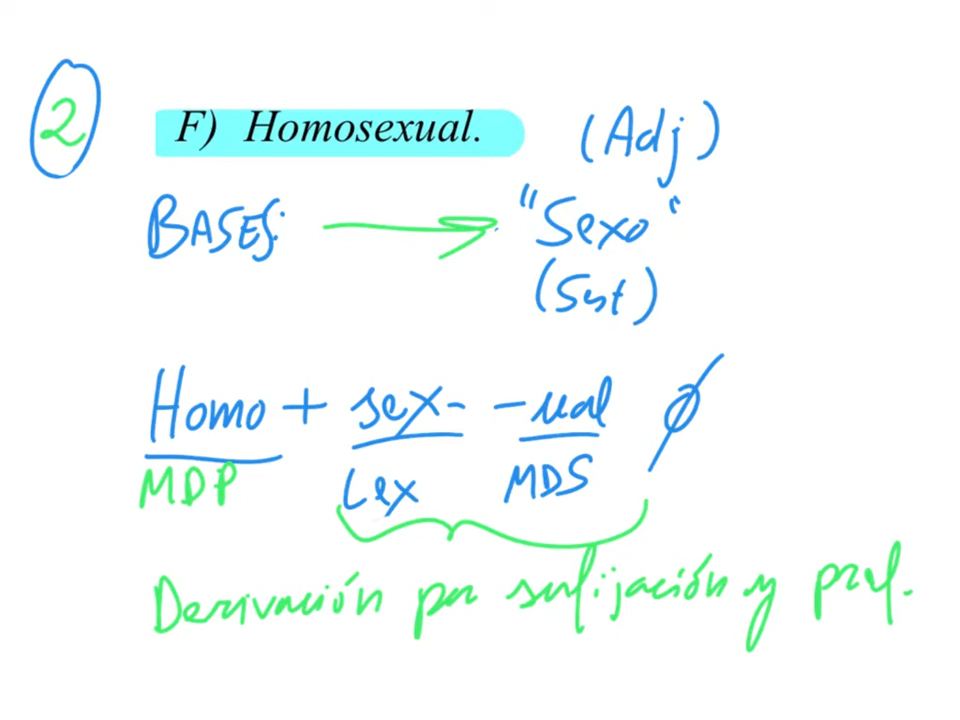 2
F) Homosexual. (Adj)
BASES: → "Sexo"
(Sust)
Homo + sex- -ual ∅
MDP Lex MDS
Derivación por sufijación y pref.